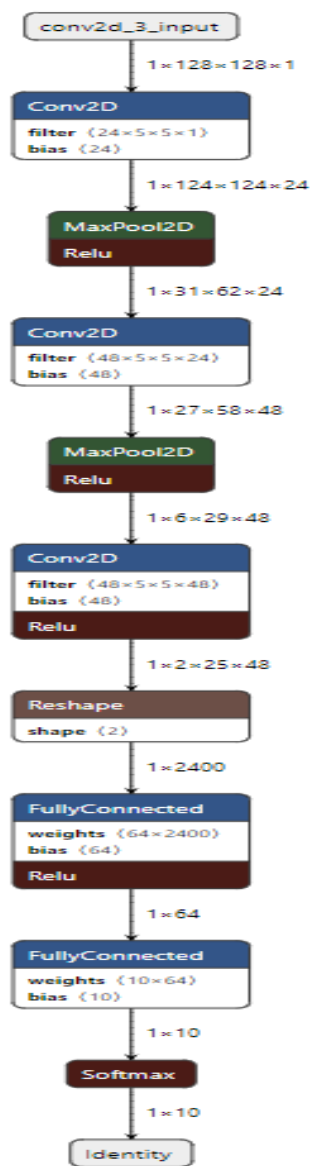 conv2d_3_input
1×128×128×1
Conv2D
filter ⟨24×5×5×1⟩
bias ⟨24⟩
1×124×124×24
MaxPool2D
Relu
1×31×62×24
Conv2D
filter ⟨48×5×5×24⟩
bias ⟨48⟩
1×27×58×48
MaxPool2D
Relu
1×6×29×48
Conv2D
filter ⟨48×5×5×48⟩
bias ⟨48⟩
Relu
1×2×25×48
Reshape
shape ⟨2⟩
1×2400
FullyConnected
weights ⟨64×2400⟩
bias ⟨64⟩
Relu
1×64
FullyConnected
weights ⟨10×64⟩
bias ⟨10⟩
1×10
Softmax
1×10
Identity